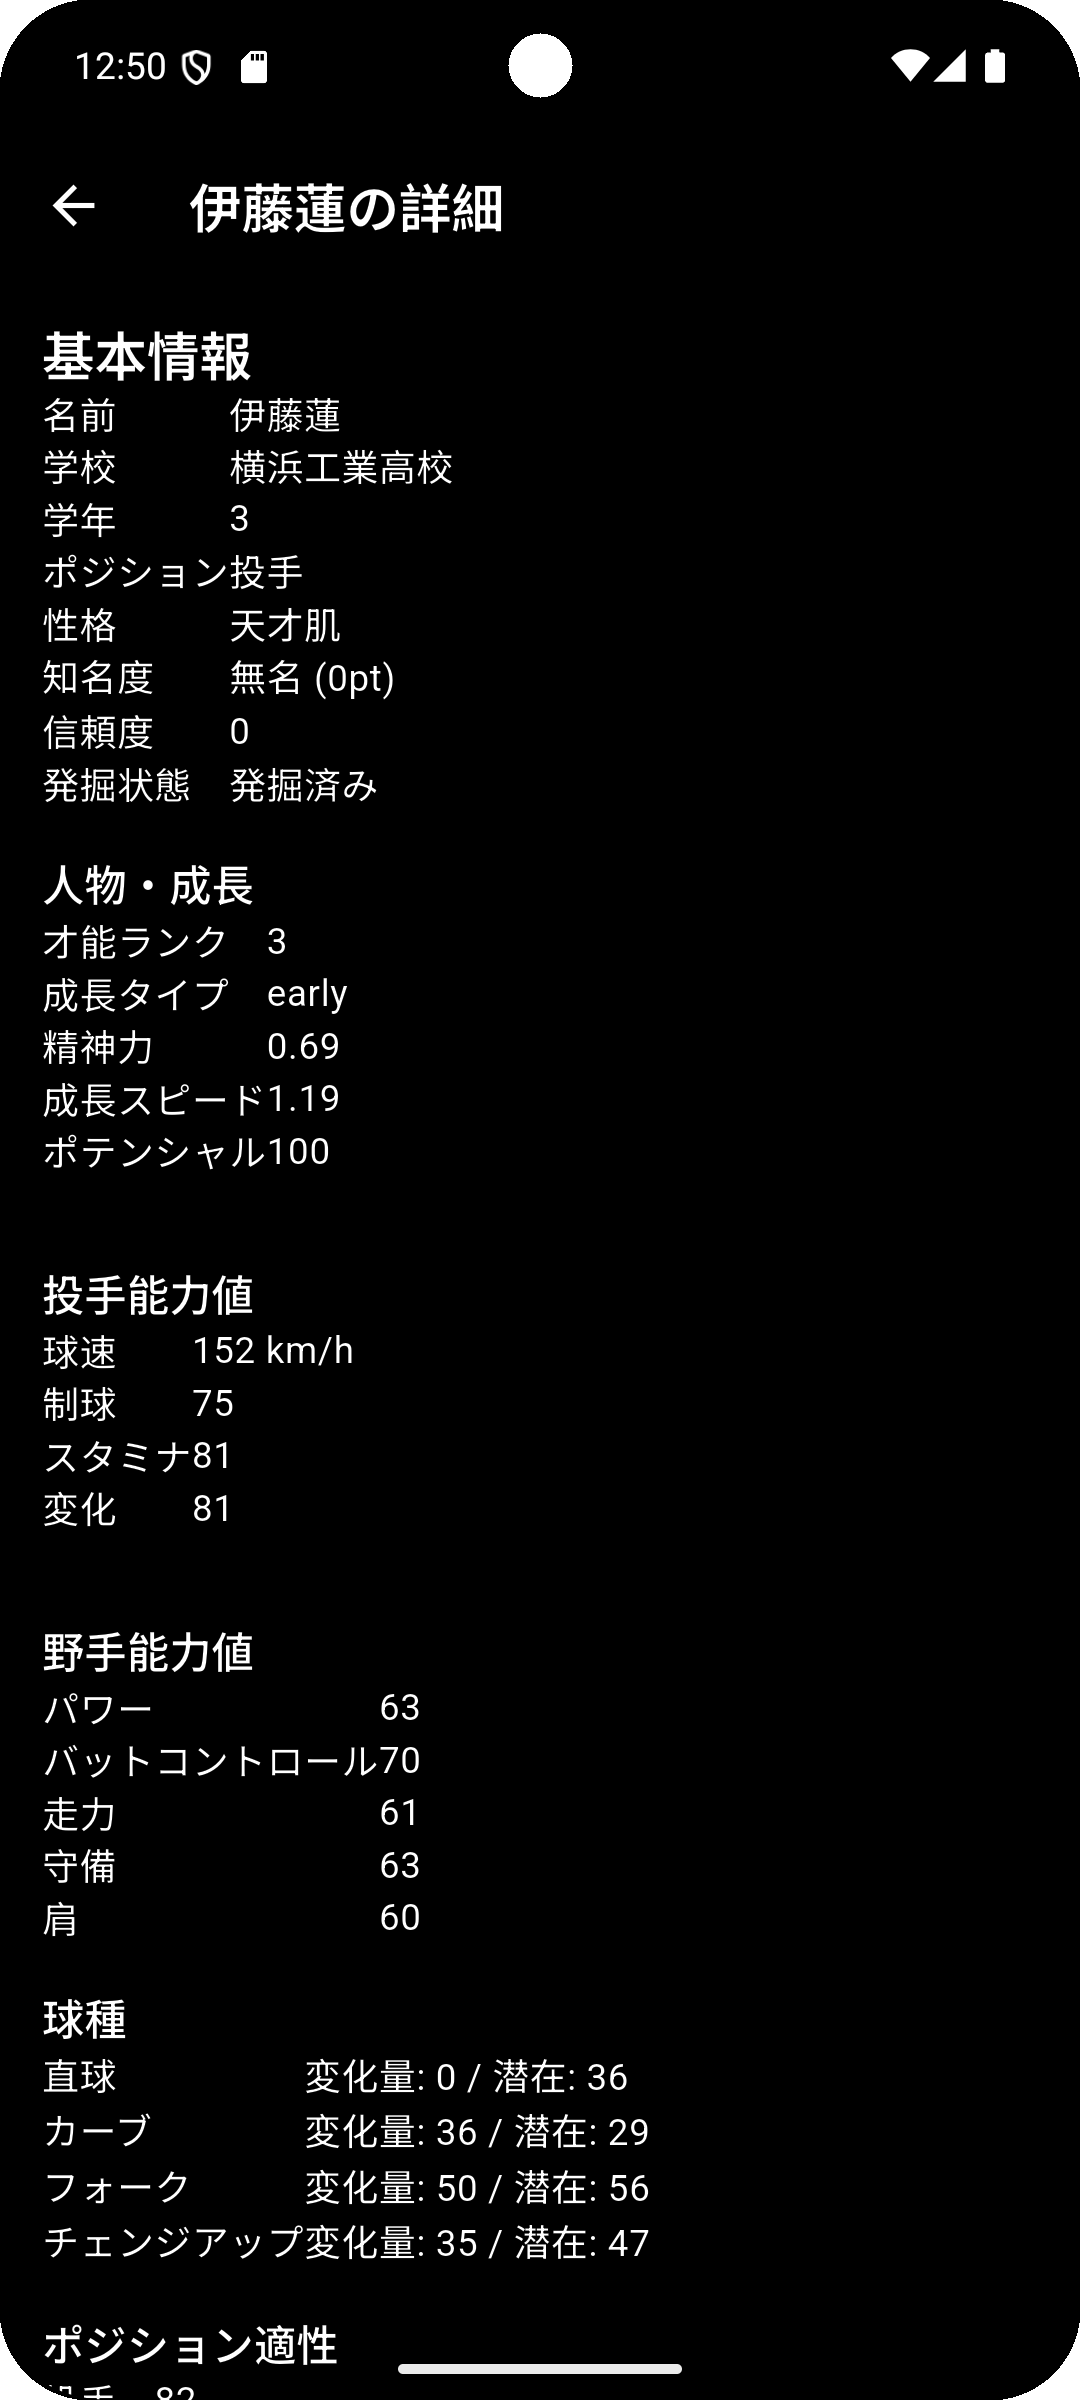 12:50
伊藤蓮の詳細
基本情報
名前 伊藤蓮
学校 横浜工業高校
学年 3
ポジション 投手
性格 天才肌
知名度 無名 (0pt)
信頼度 0
発掘状態 発掘済み
人物・成長
才能ランク 3
成長タイプ early
精神力 0.69
成長スピード 1.19
ポテンシャル 100
投手能力値
球速 152 km/h
制球 75
スタミナ 81
変化 81
野手能力値
パワー 63
バットコントロール 70
走力 61
守備 63
肩 60
球種
直球 変化量: 0 / 潜在: 36
カーブ 変化量: 36 / 潜在: 29
フォーク 変化量: 50 / 潜在: 56
チェンジアップ 変化量: 35 / 潜在: 47
ポジション適性
投手 82